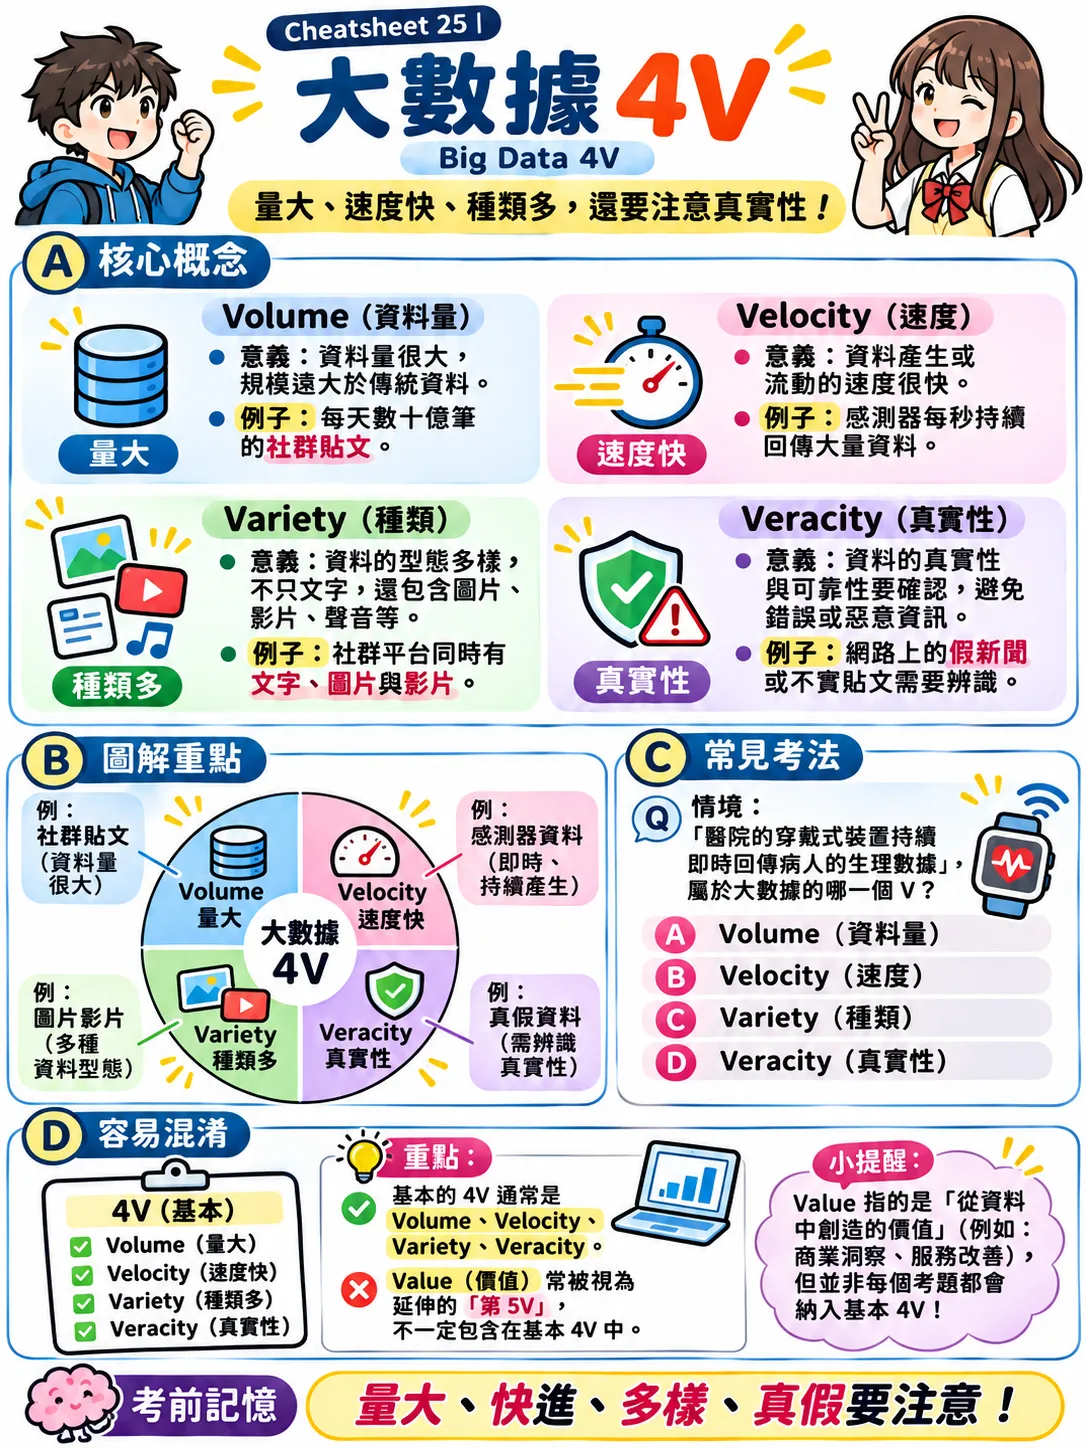 Cheatsheet 25 |
大數據 4V
Big Data 4V
量大、速度快、種類多，還要注意真實性！
A 核心概念
量大
Volume（資料量）
意義：資料量很大，
規模遠大於傳統資料。
例子：每天數十億筆
的社群貼文。
速度快
Velocity（速度）
意義：資料產生或
流動的速度很快。
例子：感測器每秒持續
回傳大量資料。
種類多
Variety（種類）
意義：資料的型態多樣，
不只文字，還包含圖片、
影片、聲音等。
例子：社群平台同時有
文字、圖片與影片。
真實性
Veracity（真實性）
意義：資料的真實性
與可靠性要確認，避免
錯誤或惡意資訊。
例子：網路上的假新聞
或不實貼文需要辨識。
B 圖解重點
例：
社群貼文
（資料量
很大）
例：
感測器資料
（即時、
持續產生）
Volume
量大
Velocity
速度快
大數據
4V
Variety
種類多
Veracity
真實性
例：
圖片影片
（多種
資料型態）
例：
真假資料
（需辨識
真實性）
C 常見考法
Q 情境：
「醫院的穿戴式裝置持續
即時回傳病人的生理數據」，
屬於大數據的哪一個 V？
A Volume（資料量）
B Velocity（速度）
C Variety（種類）
D Veracity（真實性）
D 容易混淆
4V（基本）
Volume（量大）
Velocity（速度快）
Variety（種類多）
Veracity（真實性）
重點：
基本的 4V 通常是
Volume、Velocity、
Variety、Veracity。
Value（價值）常被視為
延伸的「第 5V」，
不一定包含在基本 4V 中。
小提醒：
Value 指的是「從資料
中創造的價值」（例如：
商業洞察、服務改善），
但並非每個考題都會
納入基本 4V！
考前記憶
量大、快進、多樣、真假要注意！